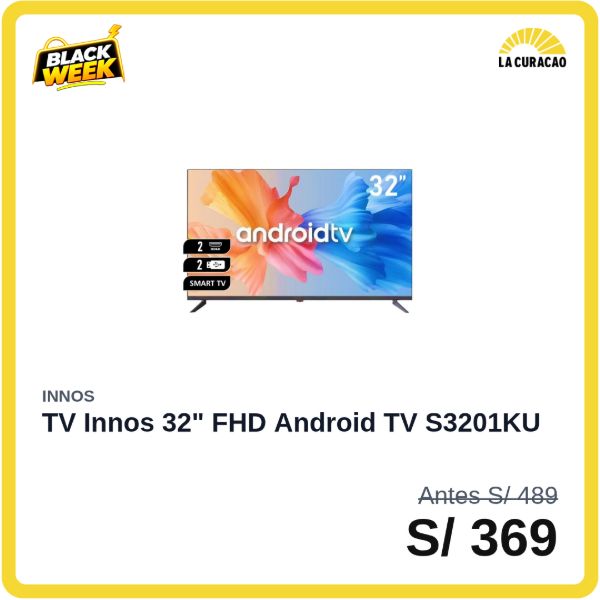 BLACK
WEEK
LA CURACAO
32"
androidtv
2
2
SMART TV
INNOS
TV Innos 32" FHD Android TV S3201KU
Antes S/ 489
S/ 369